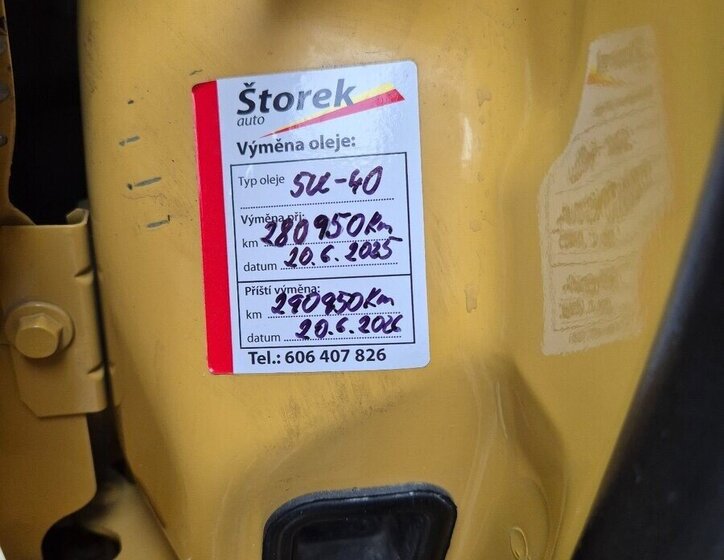 Štorek
auto
Výměna oleje:
Typ oleje 5W-40
Výměna při:
km 280950Km
datum 20.6.2025
Příští výměna:
km 290950Km
datum 20.6.2026
Tel.: 606 407 826